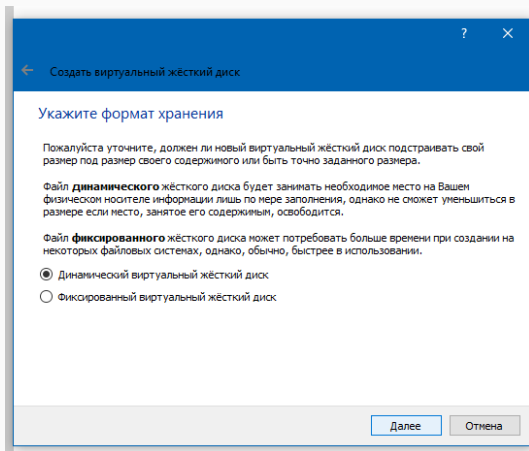 ?
Создать виртуальный жёсткий диск
Укажите формат хранения
Пожалуйста уточните, должен ли новый виртуальный жёсткий диск подстраивать свой
размер под размер своего содержимого или быть точно заданного размера.
Файл динамического жёсткого диска будет занимать необходимое место на Вашем
физическом носителе информации лишь по мере заполнения, однако не сможет уменьшиться в
размере если место, занятое его содержимым, освободится.
Файл фиксированного жёсткого диска может потребовать больше времени при создании на
некоторых файловых системах, однако, обычно, быстрее в использовании.
Динамический виртуальный жёсткий диск
Фиксированный виртуальный жёсткий диск
Далее Отмена